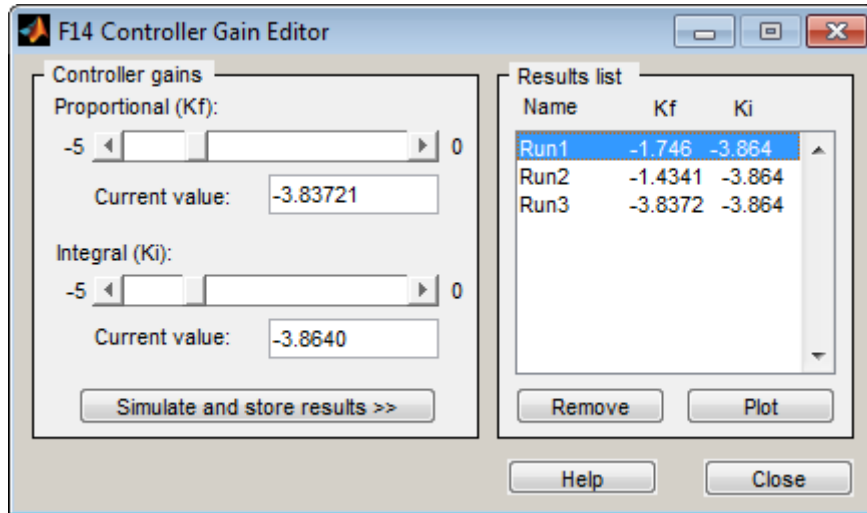 F14 Controller Gain Editor
Controller gains
Proportional (Kf):
-5 0
Current value: -3.83721
Integral (Ki):
-5 0
Current value: -3.8640
Simulate and store results >>
Results list
Name Kf Ki
Run1 -1.746 -3.864
Run2 -1.4341 -3.864
Run3 -3.8372 -3.864
Remove Plot
Help Close